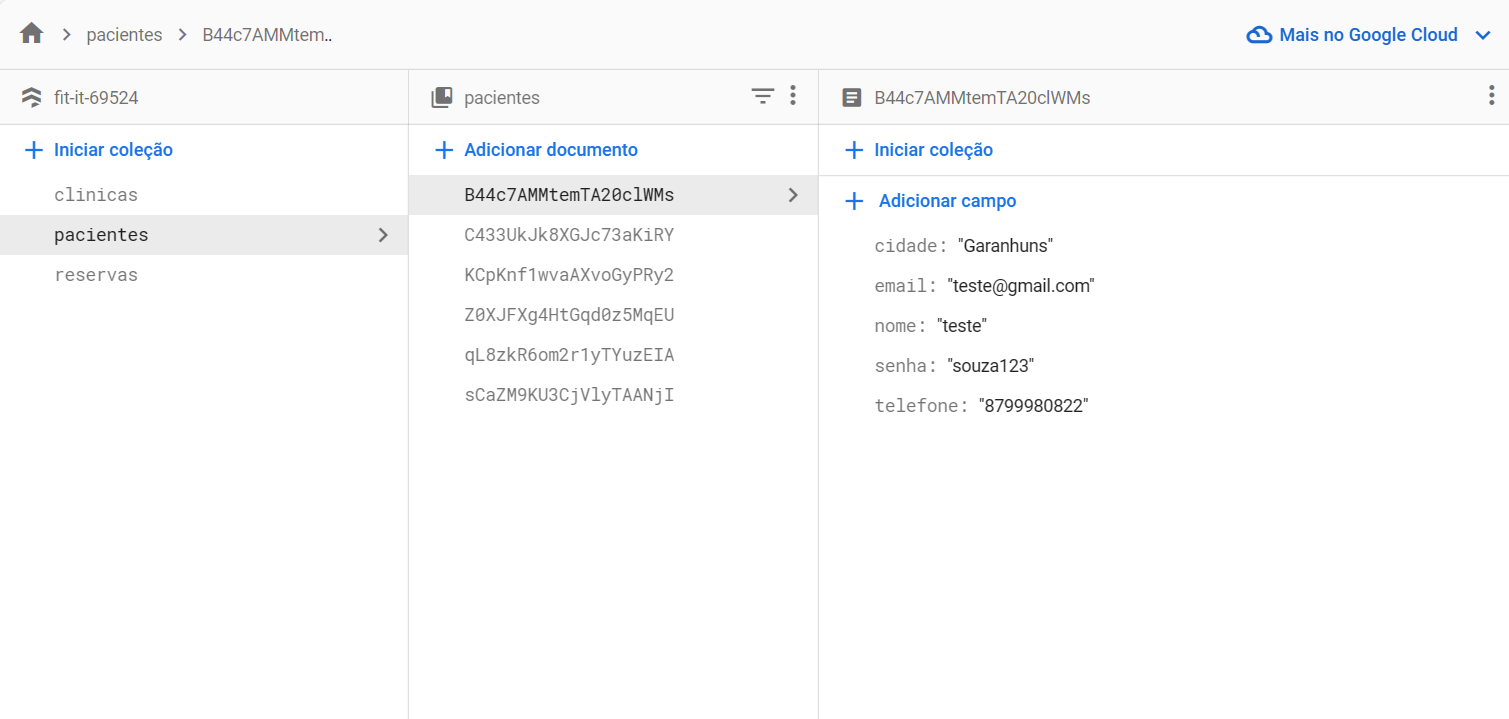 pacientes
B44c7AMMtem..
Mais no Google Cloud
fit-it-69524
Iniciar coleção
clinicas
pacientes
reservas
pacientes
Adicionar documento
B44c7AMMtemTA20clWMs
C433UkJk8XGJc73aKiRY
KCpKnf1wvaAXvoGyPRy2
Z0XJFXg4HtGqd0z5MqEU
qL8zkR6om2r1yTYuzEIA
sCaZM9KU3CjVlyTAANjI
B44c7AMMtemTA20clWMs
Iniciar coleção
Adicionar campo
cidade: "Garanhuns"
email: "teste@gmail.com"
nome: "teste"
senha: "souza123"
telefone: "8799980822"